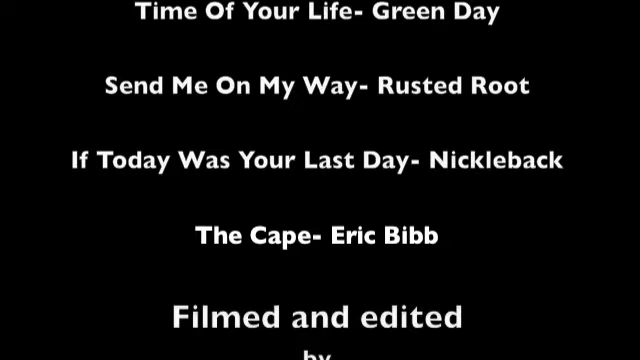 Time Of Your Life- Green Day
Send Me On My Way- Rusted Root
If Today Was Your Last Day- Nickleback
The Cape- Eric Bibb
Filmed and edited
by